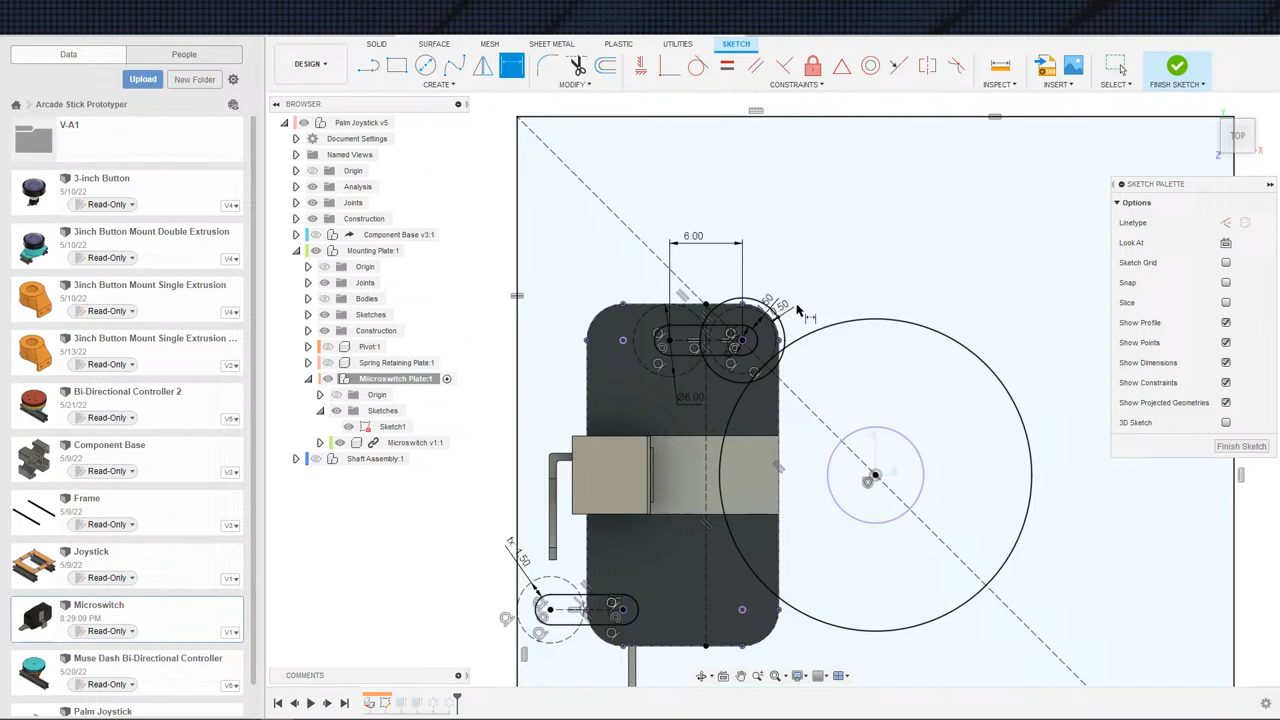 Data
People
SOLID
SURFACE
MESH
SHEET METAL
PLASTIC
UTILITIES
SKETCH
Upload
New Folder
DESIGN
CREATE
MODIFY
CONSTRAINTS
INSPECT
INSERT
SELECT
FINISH SKETCH
Arcade Stick Prototyper
BROWSER
V-A1
Palm Joystick v5
Document Settings
Named Views
Origin
Analysis
Joints
Construction
Component Base v3:1
Mounting Plate:1
Origin
Joints
Bodies
Sketches
Construction
Pivot:1
Spring Retaining Plate:1
Miicroswitch Plate:1
Origin
Sketches
Sketch1
Microswitch v1:1
Shaft Assembly:1
3-inch Button
5/10/22
Read-Only
V4
3inch Button Mount Double Extrusion
5/10/22
Read-Only
V4
3inch Button Mount Single Extrusion
5/10/22
Read-Only
V4
3inch Button Mount Single Extrusion ...
5/13/22
Read-Only
V2
Bi-Directional Controller 2
5/21/22
Read-Only
V6
Component Base
5/9/22
Read-Only
V3
Frame
5/9/22
Read-Only
V3
Joystick
5/9/22
Read-Only
V1
Microswitch
8:29:09 PM
Read-Only
V1
Muse Dash Bi-Directional Controller
5/20/22
Read-Only
V6
Palm Joystick
6.00
Ø6.00
fx: 1.50
TOP
X
Y
Z
SKETCH PALETTE
Options
Linetype
Look At
Sketch Grid
Snap
Slice
Show Profile
Show Points
Show Dimensions
Show Constraints
Show Projected Geometries
3D Sketch
Finish Sketch
COMMENTS